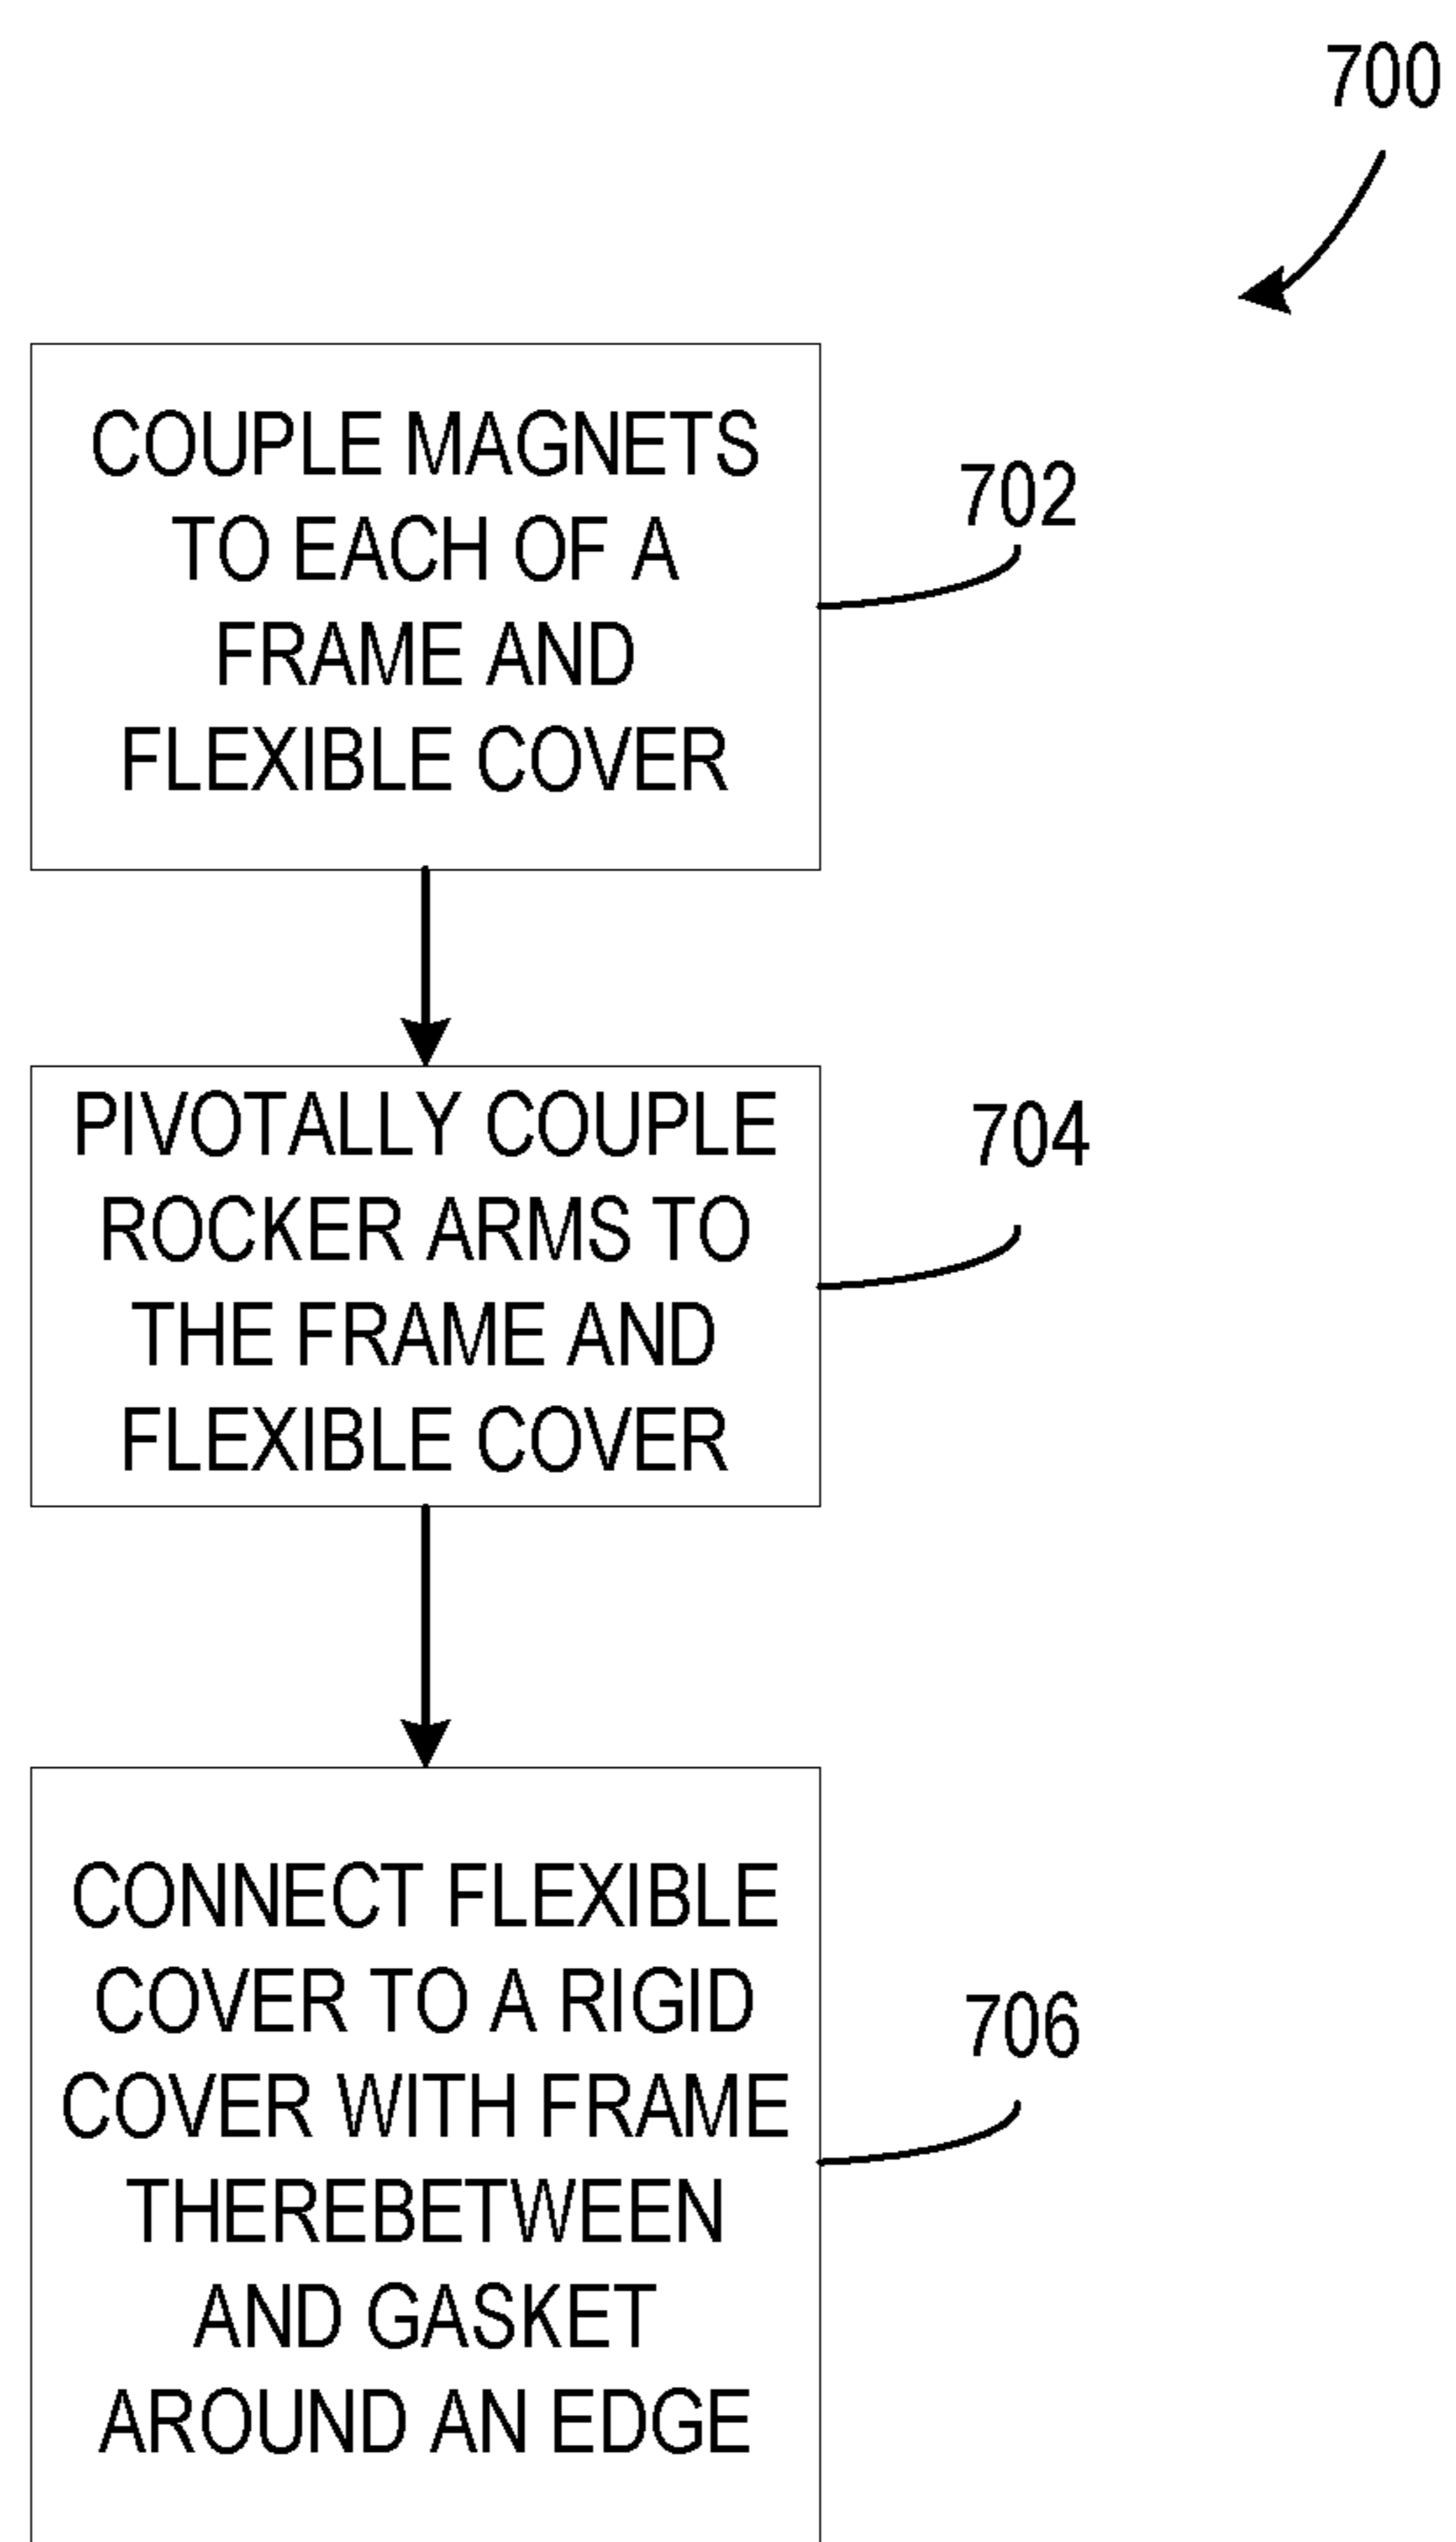 700
COUPLE MAGNETS
TO EACH OF A
FRAME AND
FLEXIBLE COVER
702
PIVOTALLY COUPLE
ROCKER ARMS TO
THE FRAME AND
FLEXIBLE COVER
704
CONNECT FLEXIBLE
COVER TO A RIGID
COVER WITH FRAME
THEREBETWEEN
AND GASKET
AROUND AN EDGE
706